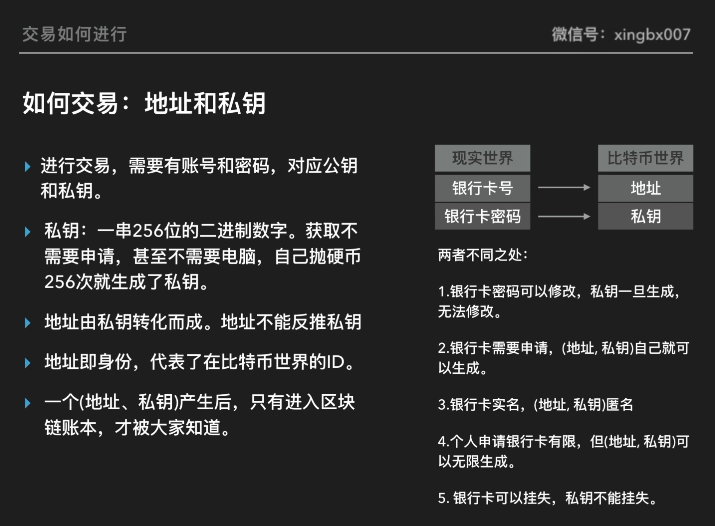 交易如何进行
微信号：xingbx007
如何交易：地址和私钥
进行交易，需要有账号和密码，对应公钥
和私钥。
私钥：一串256位的二进制数字。获取不
需要申请，甚至不需要电脑，自己抛硬币
256次就生成了私钥。
地址由私钥转化而成。地址不能反推私钥
地址即身份，代表了在比特币世界的ID。
一个(地址、私钥)产生后，只有进入区块
链账本，才被大家知道。
现实世界
比特币世界
银行卡号
地址
银行卡密码
私钥
两者不同之处：
1.银行卡密码可以修改，私钥一旦生成，
无法修改。
2.银行卡需要申请，(地址, 私钥)自己就可
以生成。
3.银行卡实名，(地址, 私钥)匿名
4.个人申请银行卡有限，但(地址, 私钥)可
以无限生成。
5. 银行卡可以挂失，私钥不能挂失。